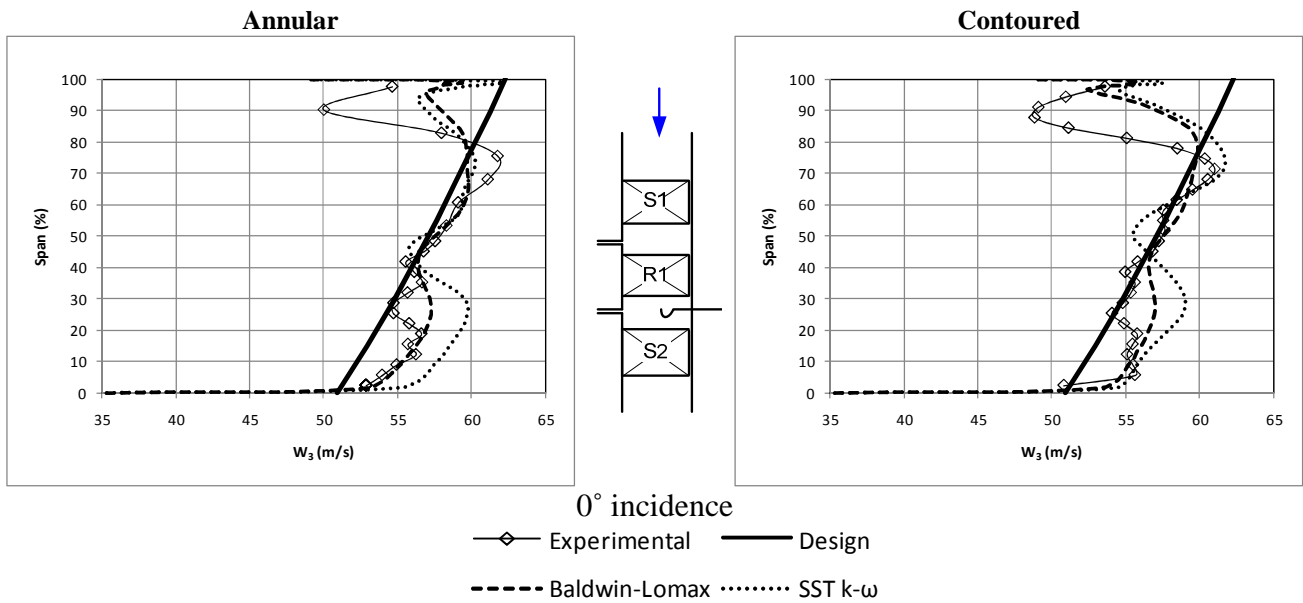 Annular
Contoured
100
90
80
70
60
50
40
30
20
10
0
Span (%)
35 40 45 50 55 60 65
W3 (m/s)
S1
R1
S2
100
90
80
70
60
50
40
30
20
10
0
Span (%)
35 40 45 50 55 60 65
W3 (m/s)
0˚ incidence
Experimental Design
Baldwin-Lomax SST k-ω